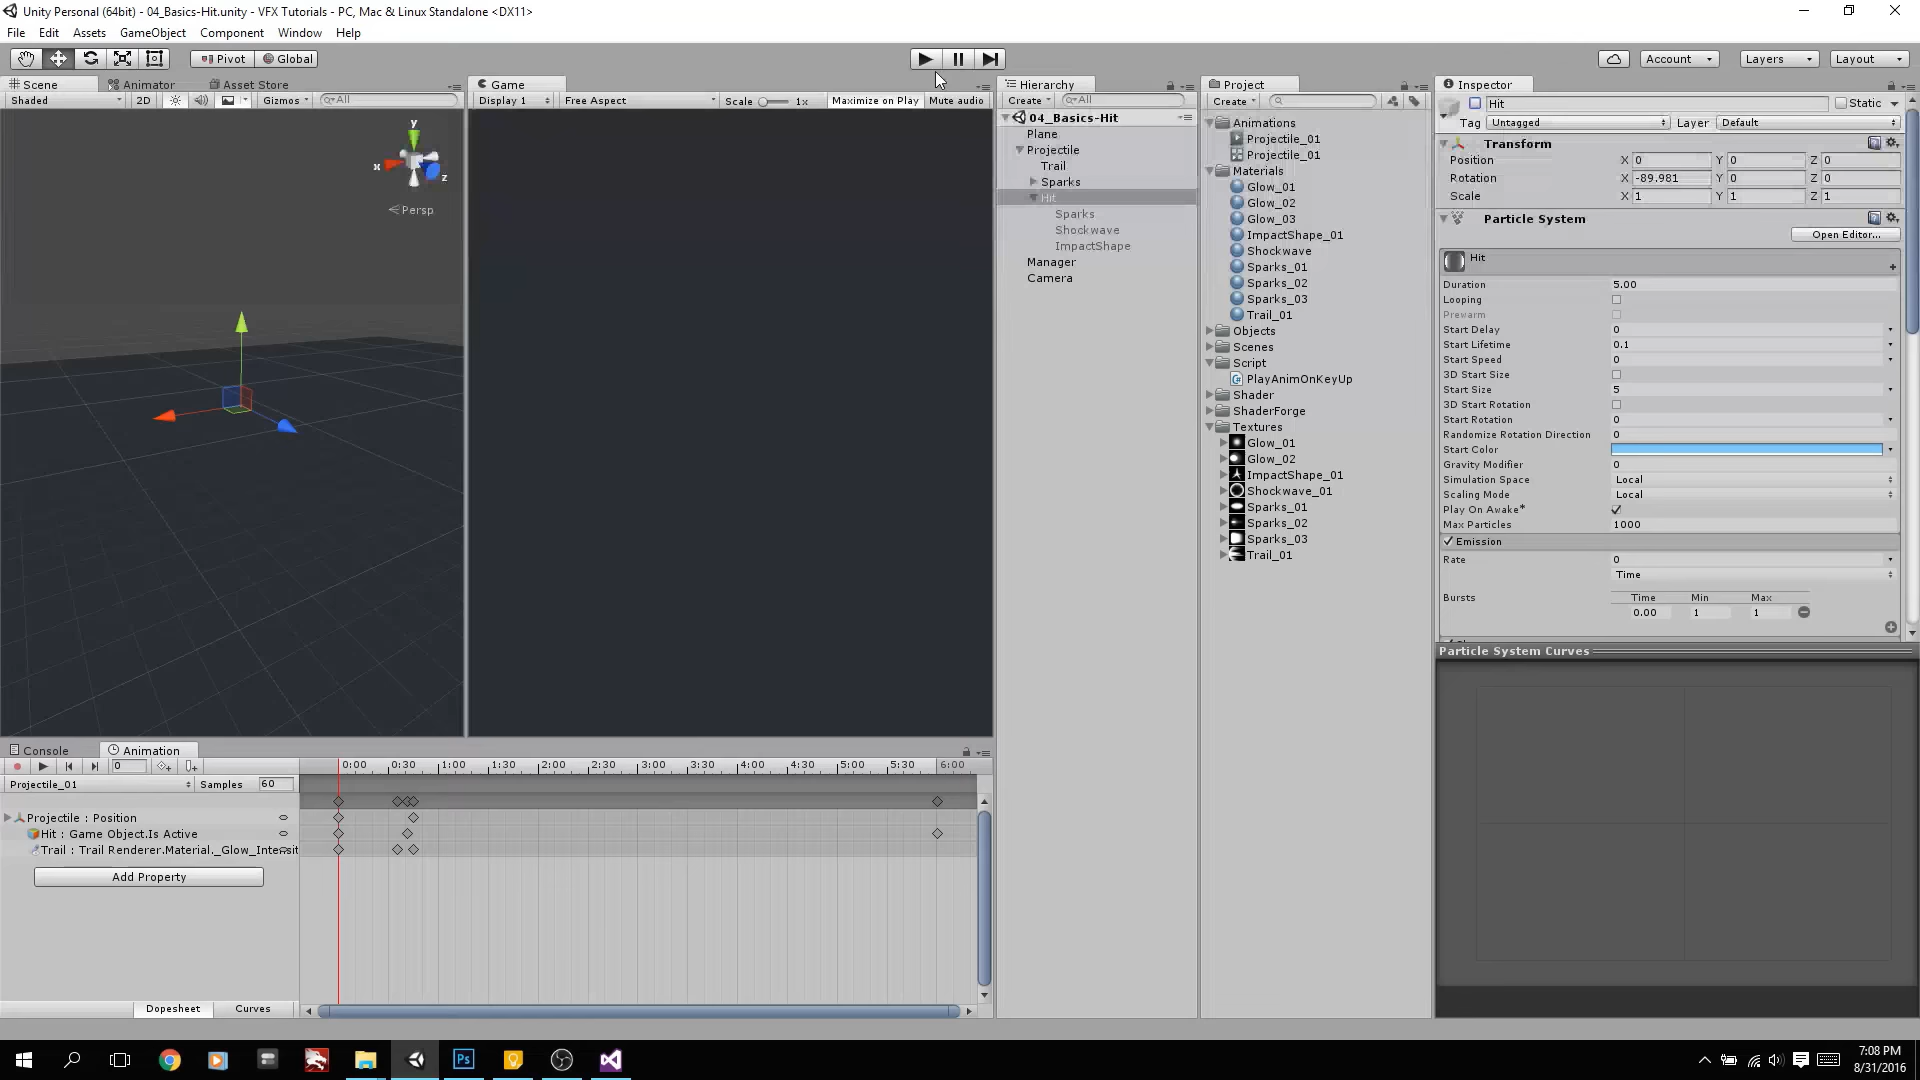 Unity Personal (64bit) - 04_Basics-Hit.unity - VFX Tutorials - PC, Mac & Linux Standalone <DX11>
File Edit Assets GameObject Component Window Help
Pivot Global Account Layers Layout
Scene Animator Asset Store
Shaded 2D Gizmos All
y
x
z
Persp
Game
Display 1 Free Aspect Scale 1x Maximize on Play Mute audio
Hierarchy
Create All
04_Basics-Hit
Plane
Projectile
Trail
Sparks
Hit
Sparks
Shockwave
ImpactShape
Manager
Camera
Project
Create
Animations
Projectile_01
Projectile_01
Materials
Glow_01
Glow_02
Glow_03
ImpactShape_01
Shockwave
Sparks_01
Sparks_02
Sparks_03
Trail_01
Objects
Scenes
Script
PlayAnimOnKeyUp
Shader
ShaderForge
Textures
Glow_01
Glow_02
ImpactShape_01
Shockwave_01
Sparks_01
Sparks_02
Sparks_03
Trail_01
Inspector
Hit Static
Tag Untagged Layer Default
Transform
Position X 0 Y 0 Z 0
Rotation X -89.981 Y 0 Z 0
Scale X 1 Y 1 Z 1
Particle System
Open Editor...
Hit
Duration 5.00
Looping
Prewarm
Start Delay 0
Start Lifetime 0.1
Start Speed 0
3D Start Size
Start Size 5
3D Start Rotation
Start Rotation 0
Randomize Rotation Direction 0
Start Color
Gravity Modifier 0
Simulation Space Local
Scaling Mode Local
Play On Awake*
Max Particles 1000
Emission
Rate 0
Time
Bursts Time Min Max
0.00 1 1
Particle System Curves
Console Animation
0 0:00 0:30 1:00 1:30 2:00 2:30 3:00 3:30 4:00 4:30 5:00 5:30 6:00
Projectile_01 Samples 60
Projectile : Position
Hit : Game Object.Is Active
Trail : Trail Renderer.Material._Glow_Intensit
Add Property
Dopesheet Curves
Ps
7:08 PM
8/31/2016